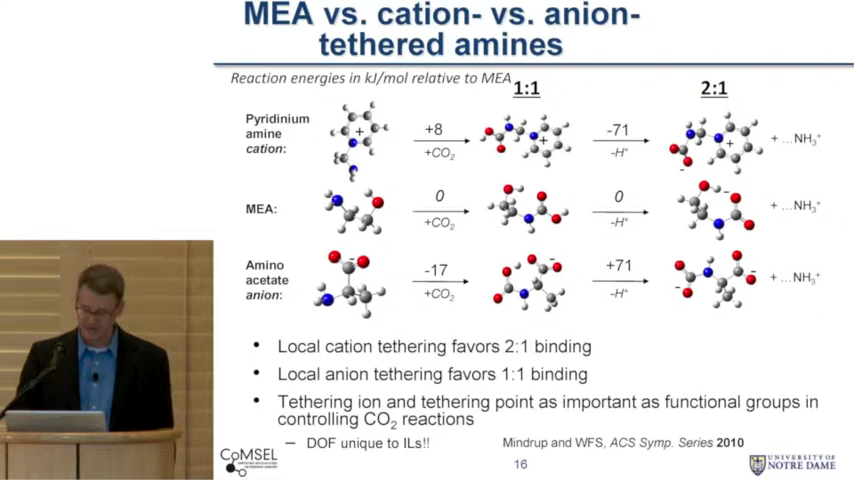 MEA vs. cation- vs. anion-
tethered amines
Reaction energies in kJ/mol relative to MEA
1:1
2:1
Pyridinium
amine
cation:
+
+8
+CO₂
+
-71
-H⁺
+
-
+ ...NH₃⁺
MEA:
0
+CO₂
0
-H⁺
-
+ ...NH₃⁺
Amino
acetate
anion:
-
-17
+CO₂
-
+71
-H⁺
-
-
+ ...NH₃⁺
• Local cation tethering favors 2:1 binding
• Local anion tethering favors 1:1 binding
• Tethering ion and tethering point as important as functional groups in
controlling CO₂ reactions
– DOF unique to ILs!!
Mindrup and WFS, ACS Symp. Series 2010
CoMSEL
16
UNIVERSITY OF
NOTRE DAME